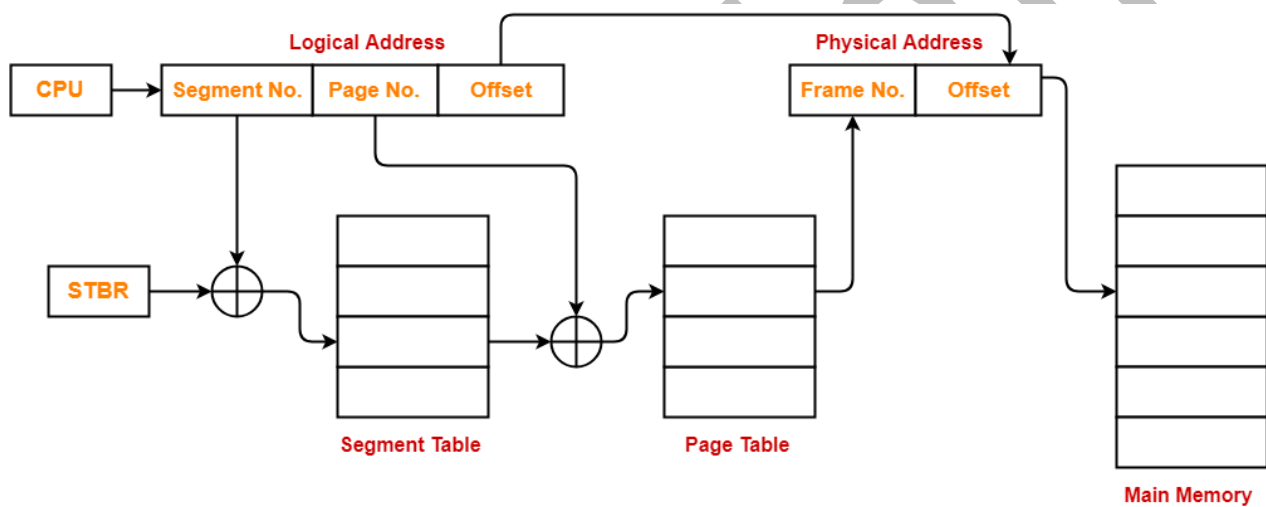 Logical Address
Physical Address
CPU
Segment No.
Page No.
Offset
Frame No.
Offset
STBR
Segment Table
Page Table
Main Memory